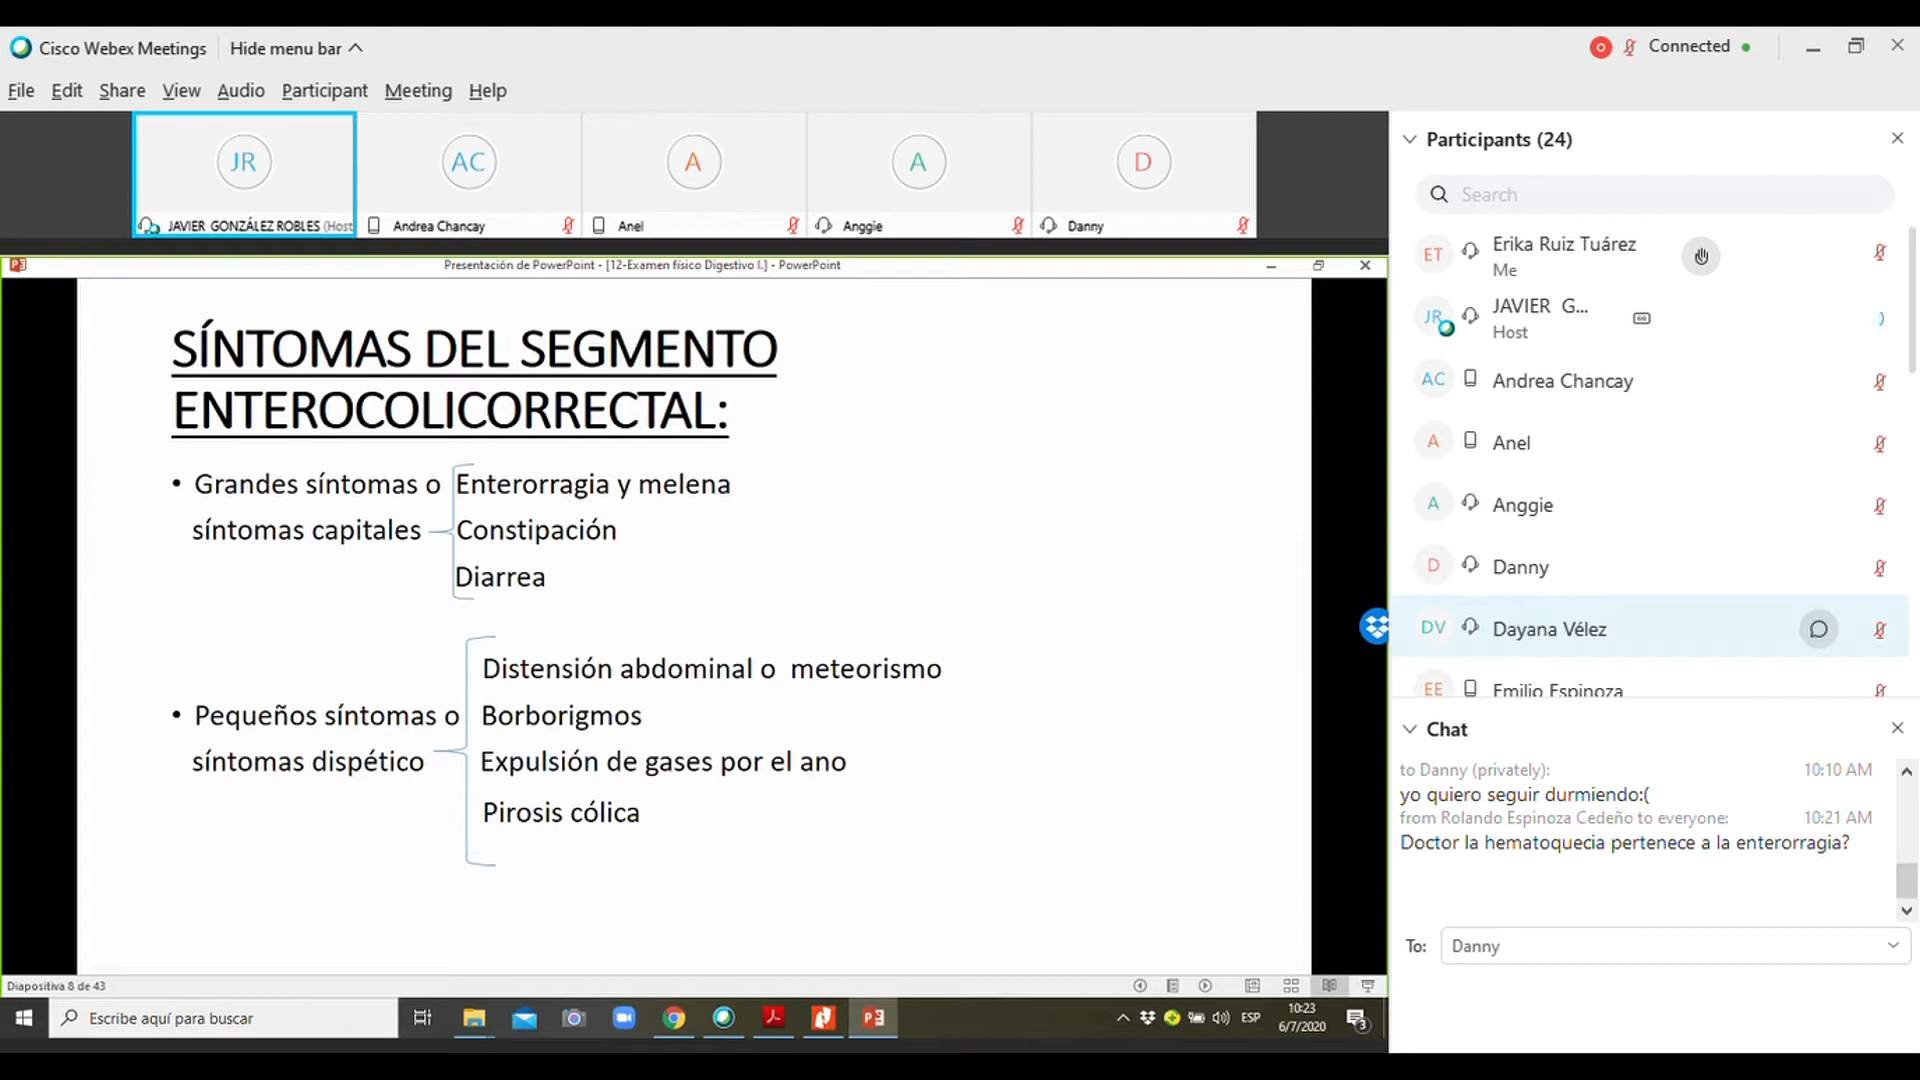 Cisco Webex Meetings
Hide menu bar
Connected
File Edit Share View Audio Participant Meeting Help
JR
AC
A
A
D
JAVIER GONZÁLEZ ROBLES (Host
Andrea Chancay
Anel
Anggie
Danny
Presentación de PowerPoint - [12-Examen físico Digestivo I.] - PowerPoint
SÍNTOMAS DEL SEGMENTO
ENTEROCOLICORRECTAL:
• Grandes síntomas o
síntomas capitales
Enterorragia y melena
Constipación
Diarrea
• Pequeños síntomas o
síntomas dispético
Distensión abdominal o meteorismo
Borborigmos
Expulsión de gases por el ano
Pirosis cólica
Diapositiva 8 de 43
Escribe aquí para buscar
ESP
10:23
6/7/2020
3
Participants (24)
Search
ET
Erika Ruiz Tuárez
Me
JR
JAVIER G...
Host
AC
Andrea Chancay
A
Anel
A
Anggie
D
Danny
DV
Dayana Vélez
EE
Emilio Espinoza
Chat
to Danny (privately):
10:10 AM
yo quiero seguir durmiendo:(
from Rolando Espinoza Cedeño to everyone:
10:21 AM
Doctor la hematoquecia pertenece a la enterorragia?
To:
Danny